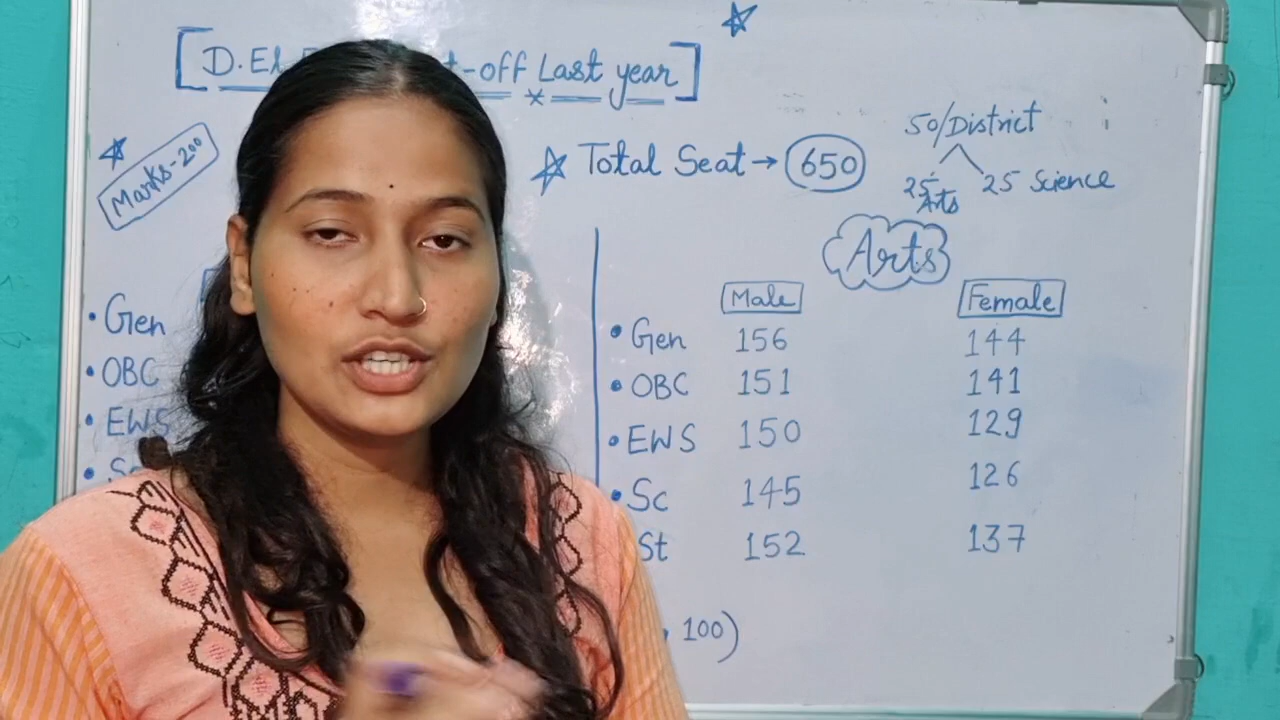 [D.El t-off Last year]
Marks-200
Total Seat → 650
50/District
25 Arts
25 Science
Arts
Male Female
• Gen
• OBC
• EWS
• Gen 156 144
• OBC 151 141
• EWS 150 129
• Sc 145 126
St 152 137
, 100)